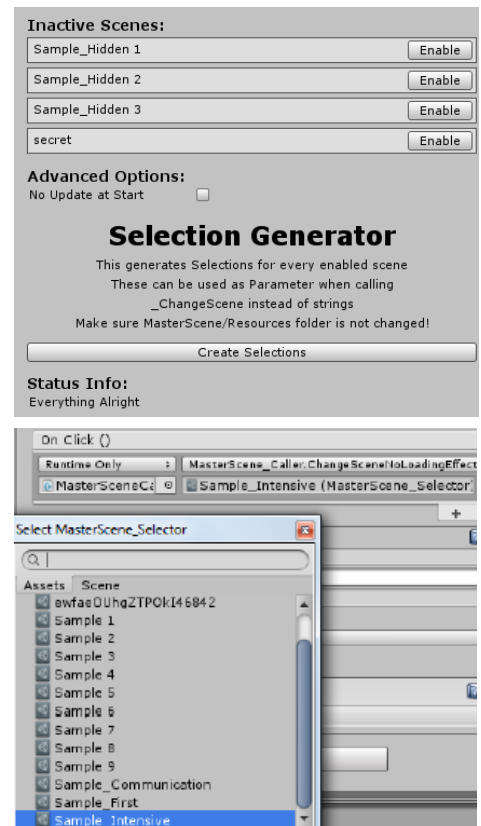 Inactive Scenes:
Sample_Hidden 1 Enable
Sample_Hidden 2 Enable
Sample_Hidden 3 Enable
secret Enable
Advanced Options:
No Update at Start
Selection Generator
This generates Selections for every enabled scene
These can be used as Parameter when calling
_ChangeScene instead of strings
Make sure MasterScene/Resources folder is not changed!
Create Selections
Status Info:
Everything Alright
On Click ()
Runtime Only MasterScene_Caller.ChangeSceneNoLoadingEffect
MasterSceneCa Sample_Intensive (MasterScene_Selector)
+
Select MasterScene_Selector
Assets Scene
Sample 1
Sample 2
Sample 3
Sample 4
Sample 5
Sample 6
Sample 7
Sample 8
Sample 9
Sample_Communication
Sample_First
Sample_Intensive